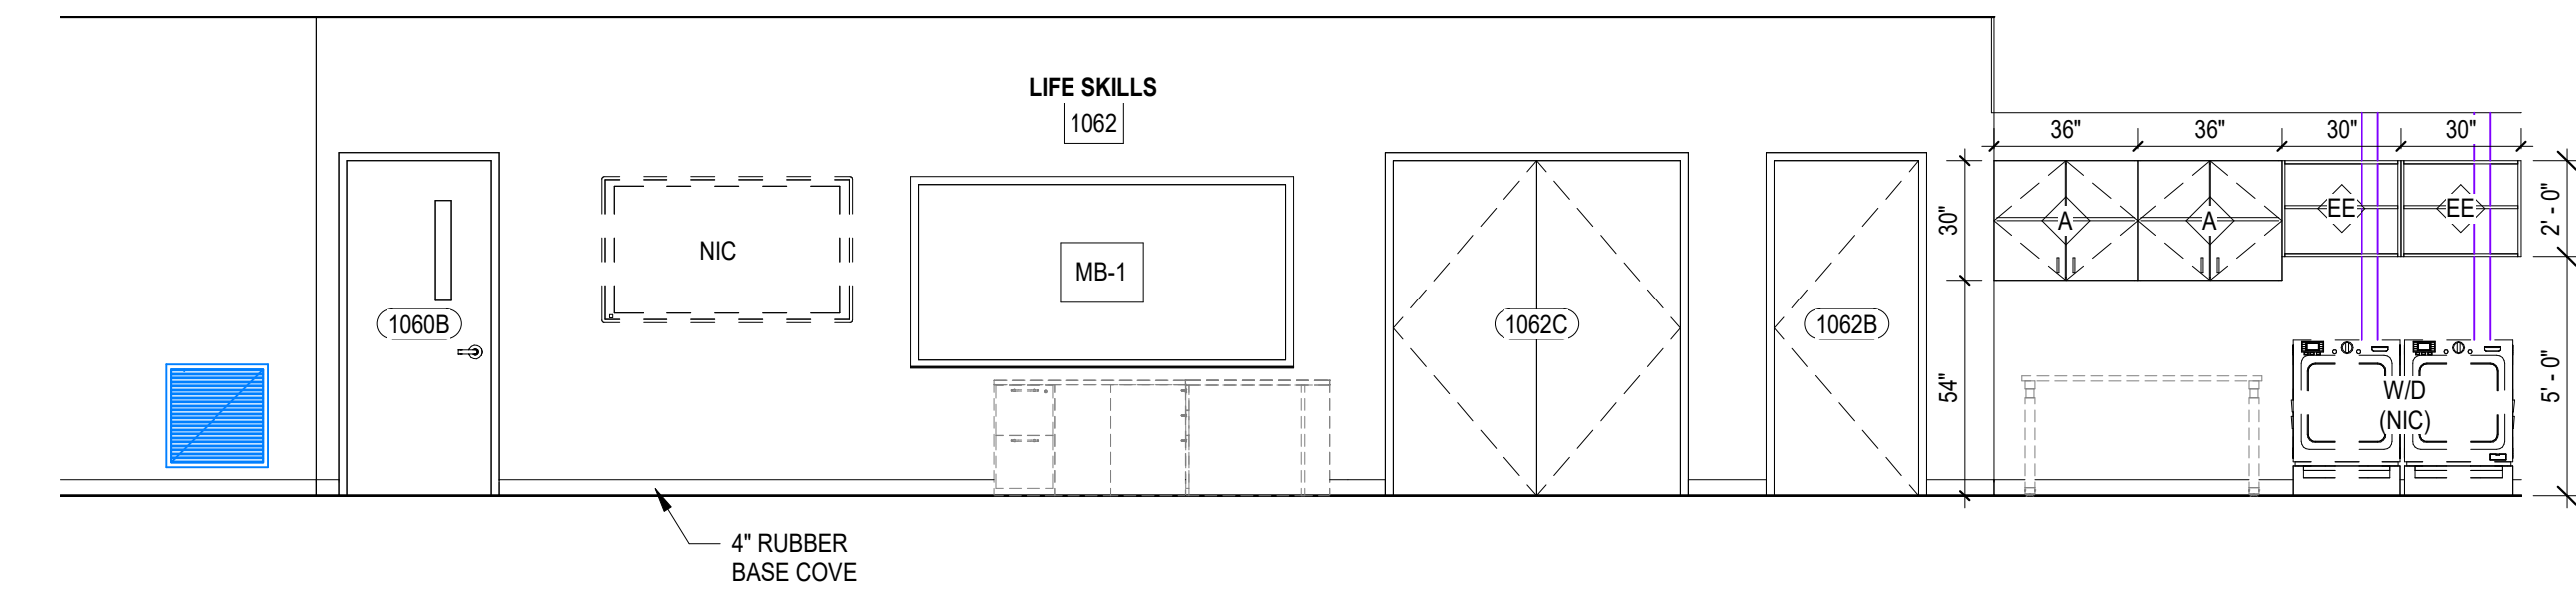 LIFE SKILLS
1062
36"
36"
30"
30"
30"
2' - 0"
A
A
EE
EE
NIC
MB-1
1060B
1062C
1062B
54"
5' - 0"
W/D
(NIC)
4" RUBBER
BASE COVE